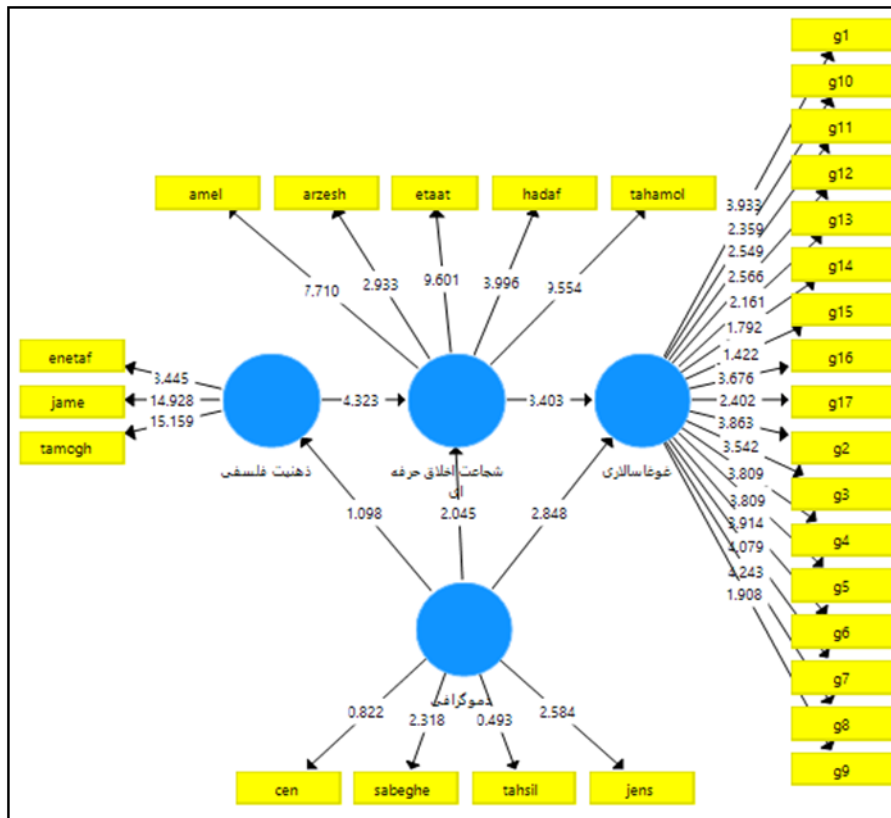 g1
g10
g11
g12
g13
g14
g15
g16
g17
g2
g3
g4
g5
g6
g7
g8
g9
3.933
2.359
2.549
2.566
2.161
1.792
1.422
3.676
2.402
3.863
3.542
3.809
3.809
3.914
4.079
4.243
1.908
amel
arzesh
etaat
hadaf
tahamol
7.710
2.933
9.601
3.996
9.554
enetaf
jame
tamogh
3.445
14.928
15.159
4.323
3.403
ذهنیت فلسفی
شجاعت اخلاق حرفه
ای
غوغاسالاری
1.098
2.045
2.848
دموگرافی
0.822
2.318
0.493
2.584
cen
sabeghe
tahsil
jens